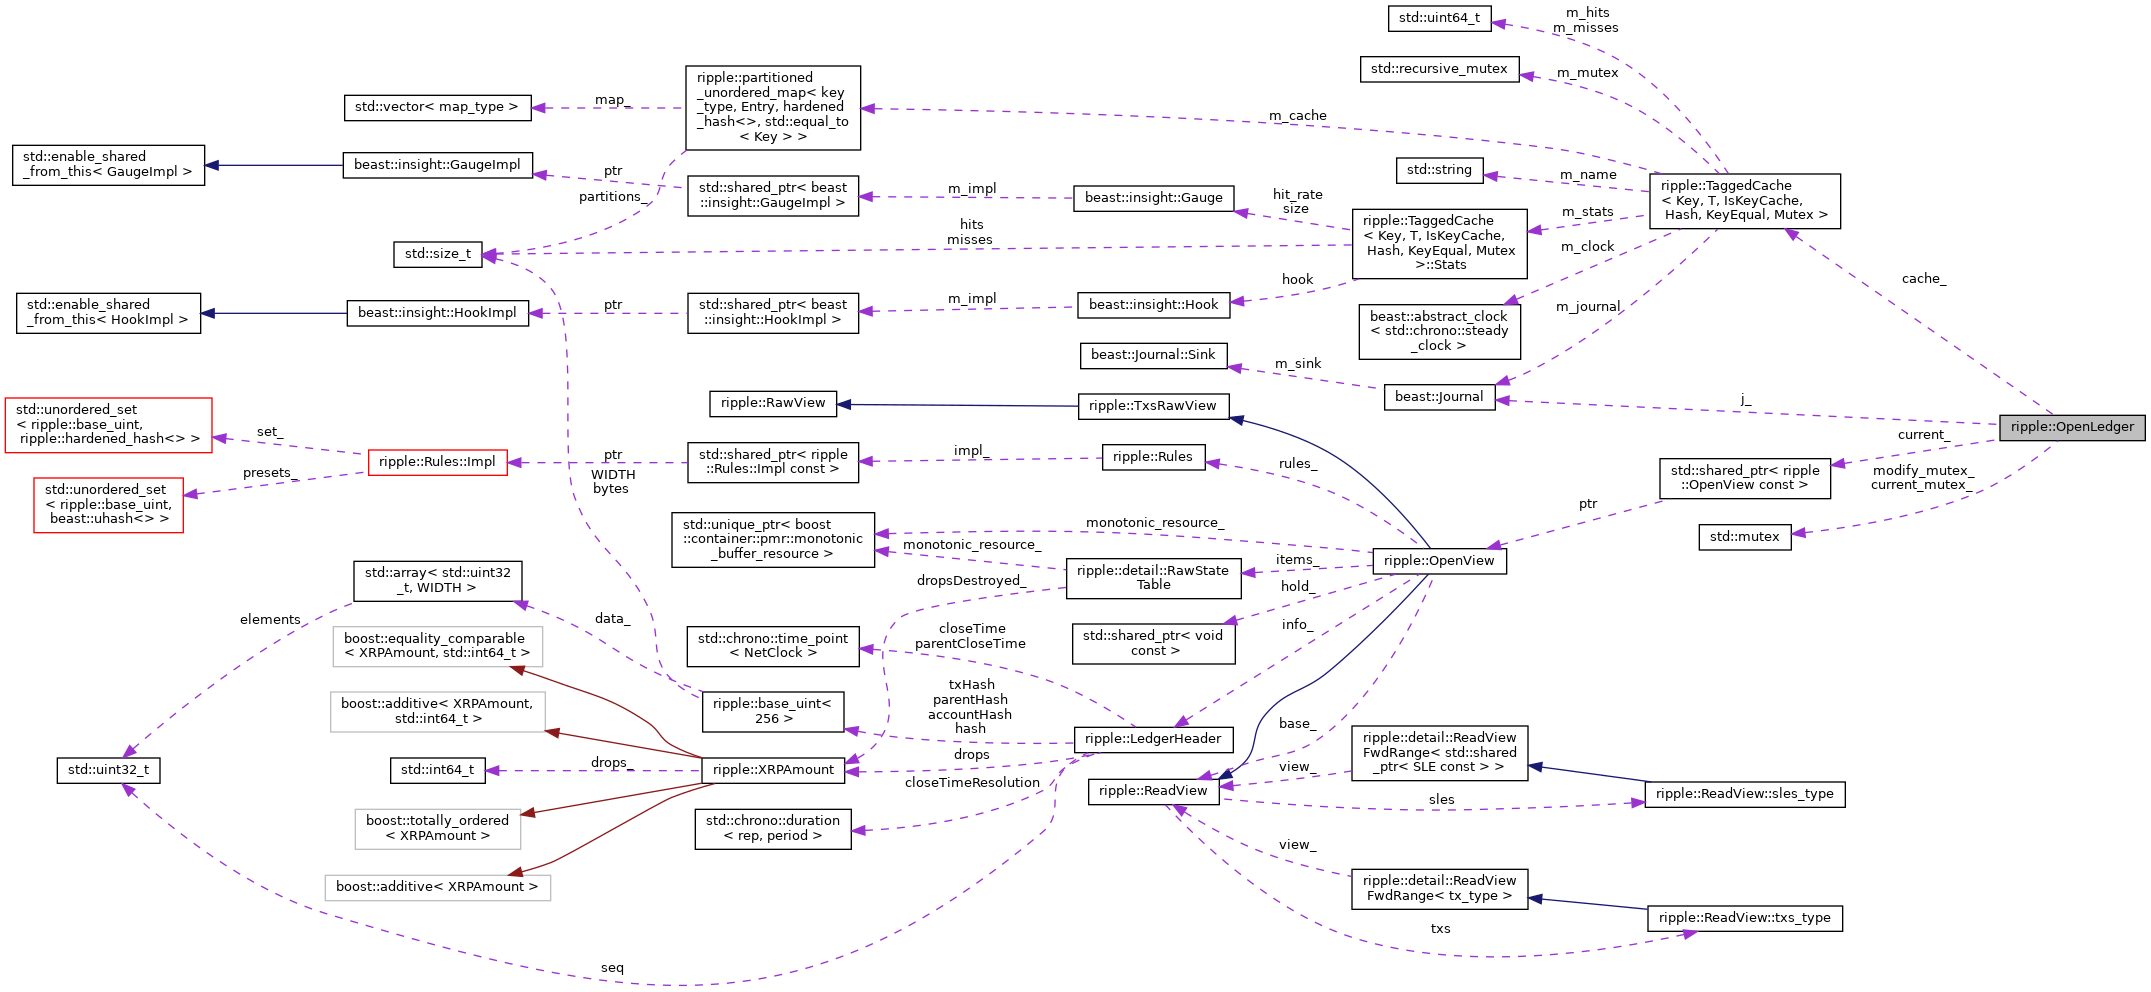 std::uint64_t
m_hits
m_misses
std::recursive_mutex
m_mutex
ripple::partitioned
_unordered_map< key
_type, Entry, hardened
_hash<>, std::equal_to
< Key > >
std::vector< map_type >
map_
m_cache
std::enable_shared
_from_this< GaugeImpl >
beast::insight::GaugeImpl
ptr
partitions_
std::shared_ptr< beast
::insight::GaugeImpl >
m_impl
beast::insight::Gauge
hit_rate
size
std::string
m_name
ripple::TaggedCache
< Key, T, IsKeyCache,
Hash, KeyEqual, Mutex >
m_stats
ripple::TaggedCache
< Key, T, IsKeyCache,
Hash, KeyEqual, Mutex
>::Stats
hits
misses
std::size_t
m_clock
hook
cache_
std::enable_shared
_from_this< HookImpl >
beast::insight::HookImpl
ptr
std::shared_ptr< beast
::insight::HookImpl >
m_impl
beast::insight::Hook
m_journal
beast::abstract_clock
< std::chrono::steady
_clock >
beast::Journal::Sink
m_sink
beast::Journal
j_
ripple::RawView
ripple::TxsRawView
ripple::OpenLedger
std::unordered_set
< ripple::base_uint,
ripple::hardened_hash<> >
set_
current_
ripple::Rules::Impl
ptr
std::shared_ptr< ripple
::Rules::Impl const >
impl_
ripple::Rules
rules_
std::shared_ptr< ripple
::OpenView const >
modify_mutex_
current_mutex_
presets_
WIDTH
bytes
std::unordered_set
< ripple::base_uint,
beast::uhash<> >
ptr
std::unique_ptr< boost
::container::pmr::monotonic
_buffer_resource >
monotonic_resource_
monotonic_resource_
std::mutex
ripple::OpenView
items_
ripple::detail::RawState
Table
dropsDestroyed_
hold_
std::array< std::uint32
_t, WIDTH >
elements
data_
info_
closeTime
parentCloseTime
std::chrono::time_point
< NetClock >
std::shared_ptr< void
const >
boost::equality_comparable
< XRPAmount, std::int64_t >
txHash
parentHash
accountHash
hash
boost::additive< XRPAmount,
std::int64_t >
ripple::base_uint<
256 >
base_
ripple::LedgerHeader
ripple::detail::ReadView
FwdRange< std::shared
_ptr< SLE const > >
drops
view_
std::uint32_t
std::int64_t
drops_
ripple::XRPAmount
closeTimeResolution
ripple::ReadView
sles
ripple::ReadView::sles_type
boost::totally_ordered
< XRPAmount >
std::chrono::duration
< rep, period >
view_
boost::additive< XRPAmount >
ripple::detail::ReadView
FwdRange< tx_type >
ripple::ReadView::txs_type
txs
seq